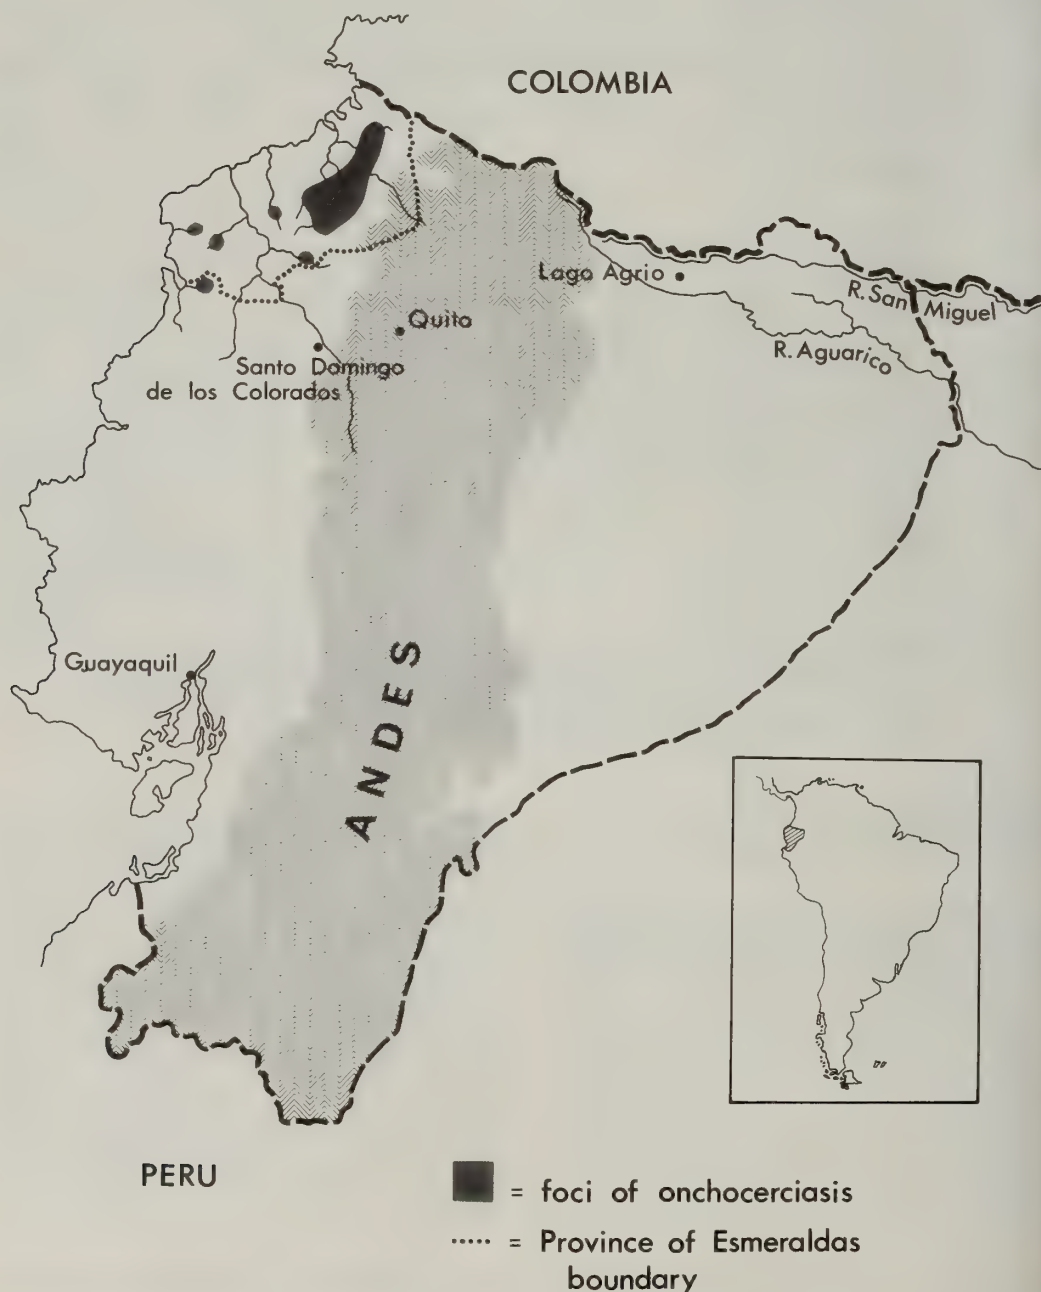 COLOMBIA
Lago Agrio
R. San Miguel
Quito
R. Aguarico
Santo Domingo
de los Colorados
Guayaquil
ANDES
PERU
= foci of onchocerciasis
= Province of Esmeraldas
boundary